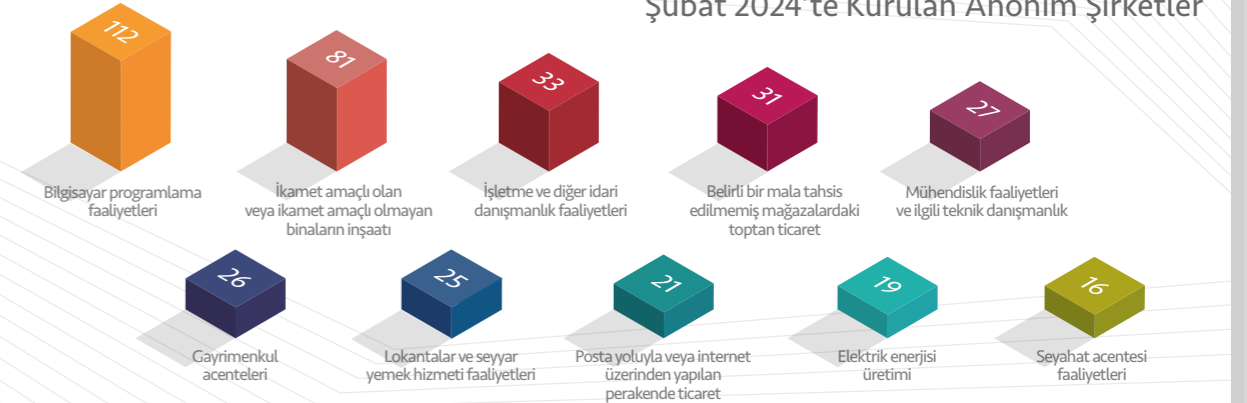 Şubat 2024'te Kurulan Anonim Şirketler
112
81
33
31
27
Bilgisayar programlama
faaliyetleri
İkamet amaçlı olan
veya ikamet amaçlı olmayan
binaların inşaatı
İşletme ve diğer idari
danışmanlık faaliyetleri
Belirli bir mala tahsis
edilmemiş mağazalardaki
toptan ticaret
Mühendislik faaliyetleri
ve ilgili teknik danışmanlık
26
25
21
19
16
Gayrimenkul
acenteleri
Lokantalar ve seyyar
yemek hizmeti faaliyetleri
Posta yoluyla veya internet
üzerinden yapılan
perakende ticaret
Elektrik enerjisi
üretimi
Seyahat acentesi
faaliyetleri